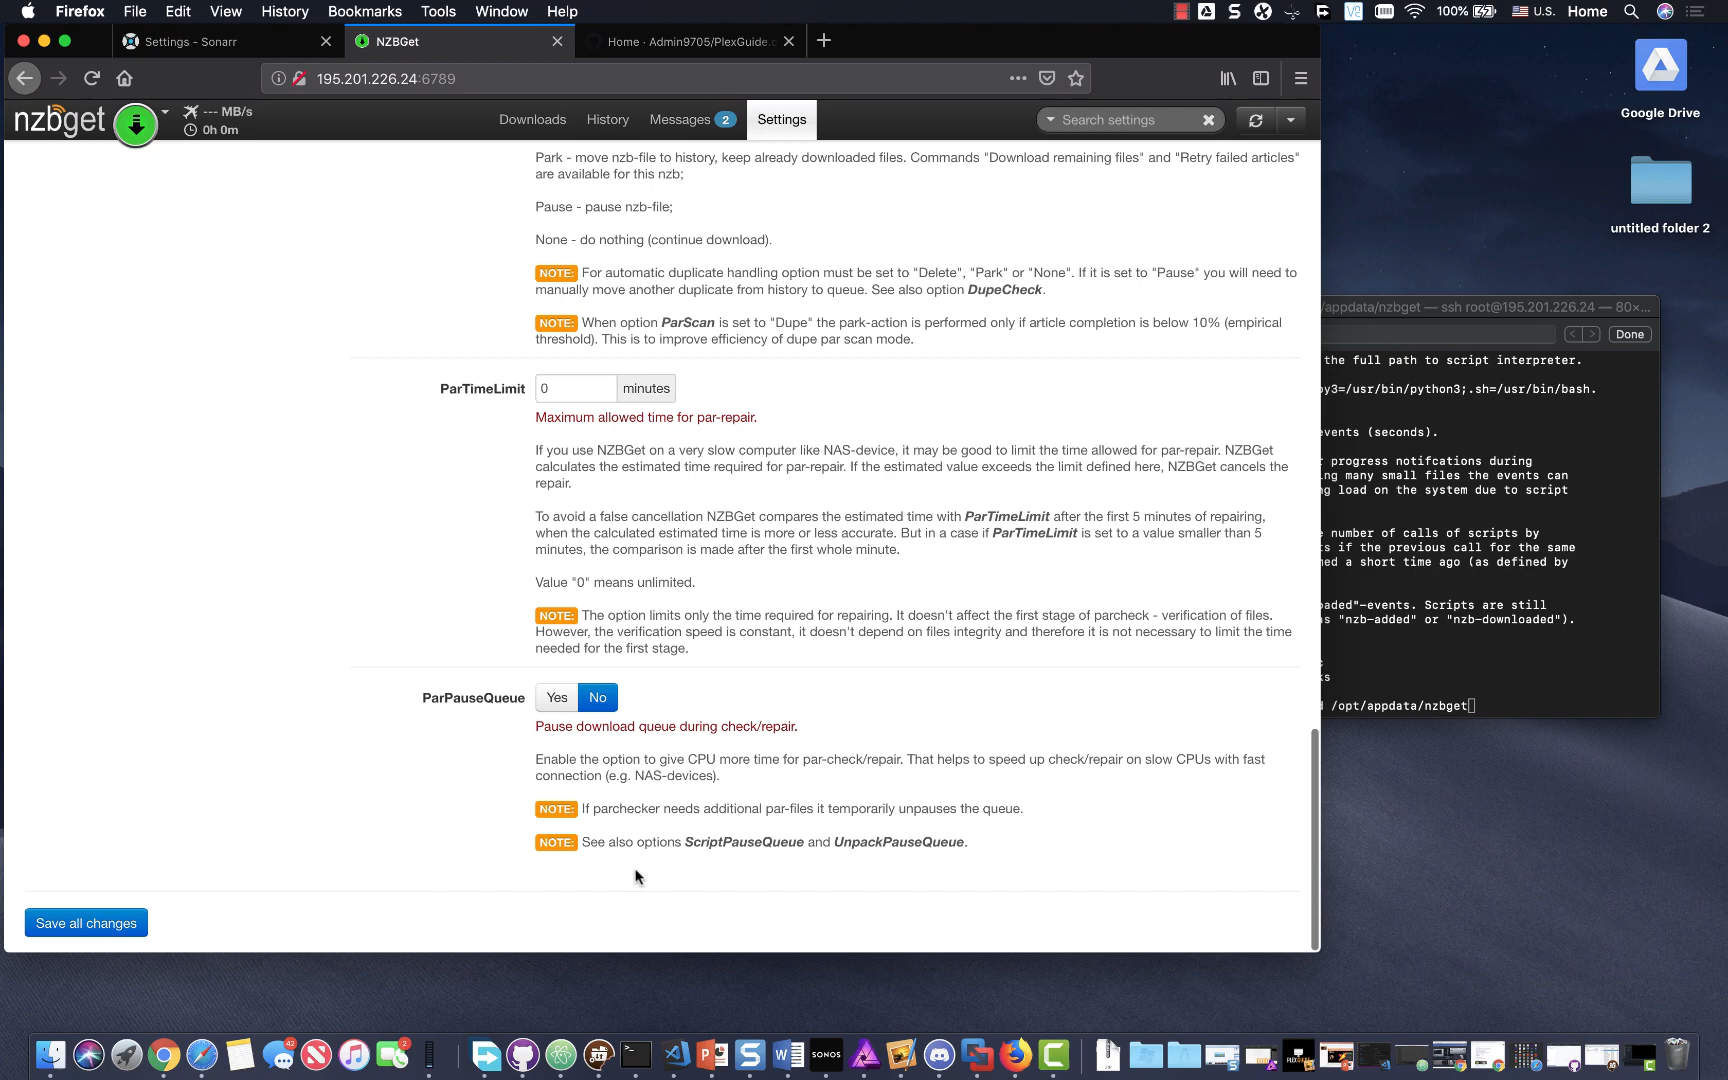 Firefox File Edit View History Bookmarks Tools Window Help 100% U.S. Home
Settings - Sonarr NZBGet Home · Admin9705/PlexGuide.c
195.201.226.24:6789
nzbget --- MB/s
0h 0m
Downloads History Messages 2 Settings Search settings
Park - move nzb-file to history, keep already downloaded files. Commands "Download remaining files" and "Retry failed articles"
are available for this nzb;
Pause - pause nzb-file;
None - do nothing (continue download).
NOTE: For automatic duplicate handling option must be set to "Delete", "Park" or "None". If it is set to "Pause" you will need to
manually move another duplicate from history to queue. See also option DupeCheck.
NOTE: When option ParScan is set to "Dupe" the park-action is performed only if article completion is below 10% (empirical
threshold). This is to improve efficiency of dupe par scan mode.
ParTimeLimit 0 minutes
Maximum allowed time for par-repair.
If you use NZBGet on a very slow computer like NAS-device, it may be good to limit the time allowed for par-repair. NZBGet
calculates the estimated time required for par-repair. If the estimated value exceeds the limit defined here, NZBGet cancels the
repair.
To avoid a false cancellation NZBGet compares the estimated time with ParTimeLimit after the first 5 minutes of repairing,
when the calculated estimated time is more or less accurate. But in a case if ParTimeLimit is set to a value smaller than 5
minutes, the comparison is made after the first whole minute.
Value "0" means unlimited.
NOTE: The option limits only the time required for repairing. It doesn't affect the first stage of parcheck - verification of files.
However, the verification speed is constant, it doesn't depend on files integrity and therefore it is not necessary to limit the time
needed for the first stage.
ParPauseQueue Yes No
Pause download queue during check/repair.
Enable the option to give CPU more time for par-check/repair. That helps to speed up check/repair on slow CPUs with fast
connection (e.g. NAS-devices).
NOTE: If parchecker needs additional par-files it temporarily unpauses the queue.
NOTE: See also options ScriptPauseQueue and UnpackPauseQueue.
Save all changes
Google Drive
untitled folder 2
/appdata/nzbget — ssh root@195.201.226.24 — 80×...
Done
the full path to script interpreter.
y3=/usr/bin/python3;.sh=/usr/bin/bash.
vents (seconds).
r progress notifcations during
ng many small files the events can
ng load on the system due to script
e number of calls of scripts by
ts if the previous call for the same
med a short time ago (as defined by
aded"-events. Scripts are still
as "nzb-added" or "nzb-downloaded").
c
ks
d /opt/appdata/nzbget
42
2
SONOS